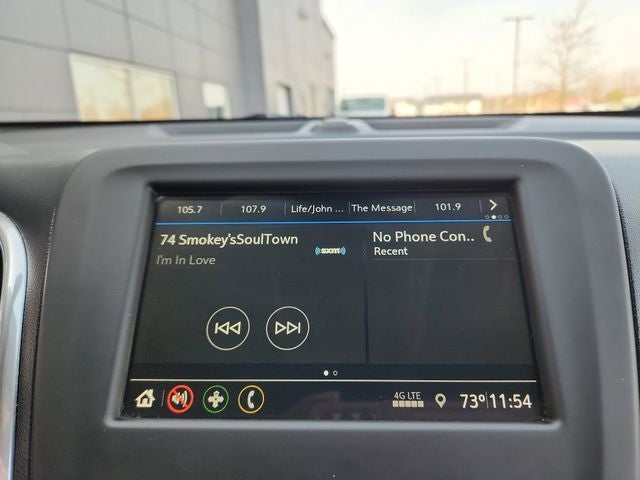 105.7 107.9 Life/John ... The Message 101.9
74 Smokey'sSoulTown
I'm In Love
sxm
No Phone Con..
Recent
4G LTE
73° 11:54